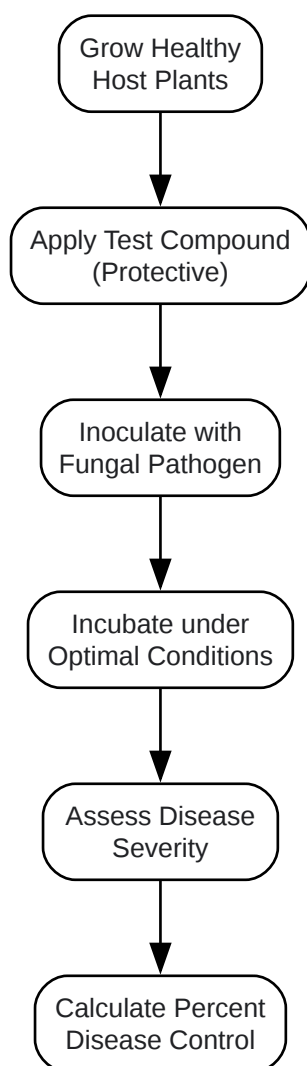 Grow Healthy
Host Plants
Apply Test Compound
(Protective)
Inoculate with
Fungal Pathogen
Incubate under
Optimal Conditions
Assess Disease
Severity
Calculate Percent
Disease Control